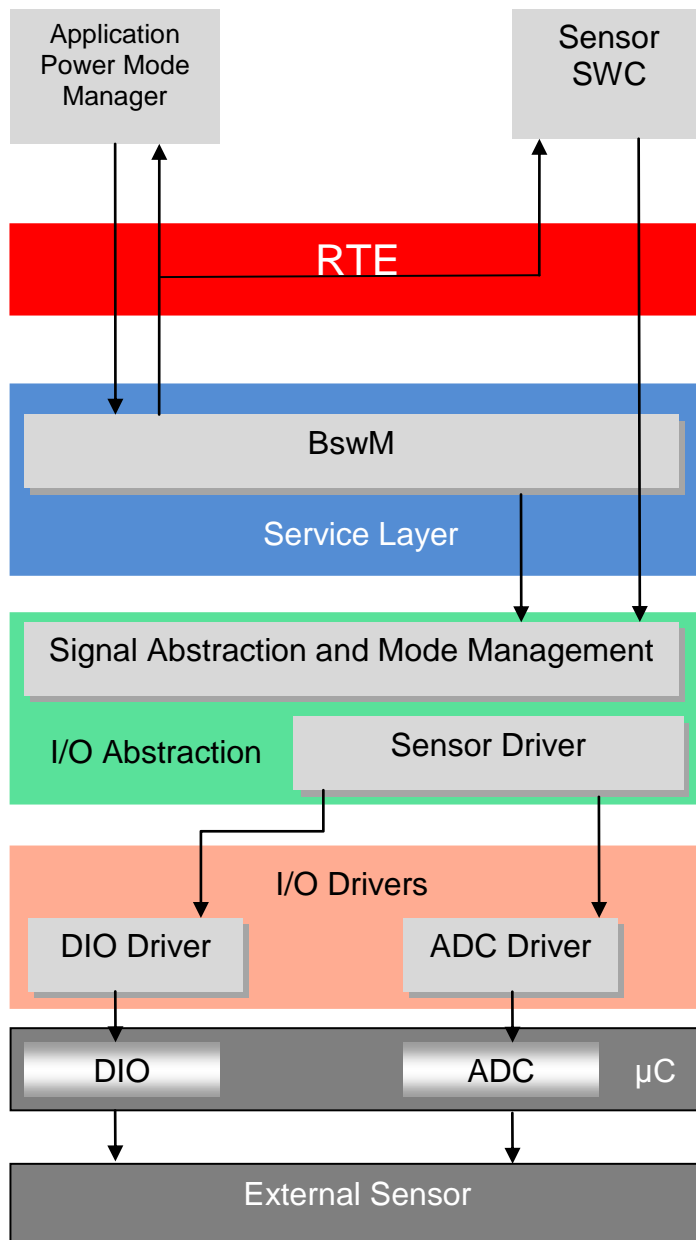 Application
Power Mode
Manager
Sensor
SWC
RTE
BswM
Service Layer
Signal Abstraction and Mode Management
I/O Abstraction
Sensor Driver
I/O Drivers
DIO Driver
ADC Driver
DIO
ADC
µC
External Sensor